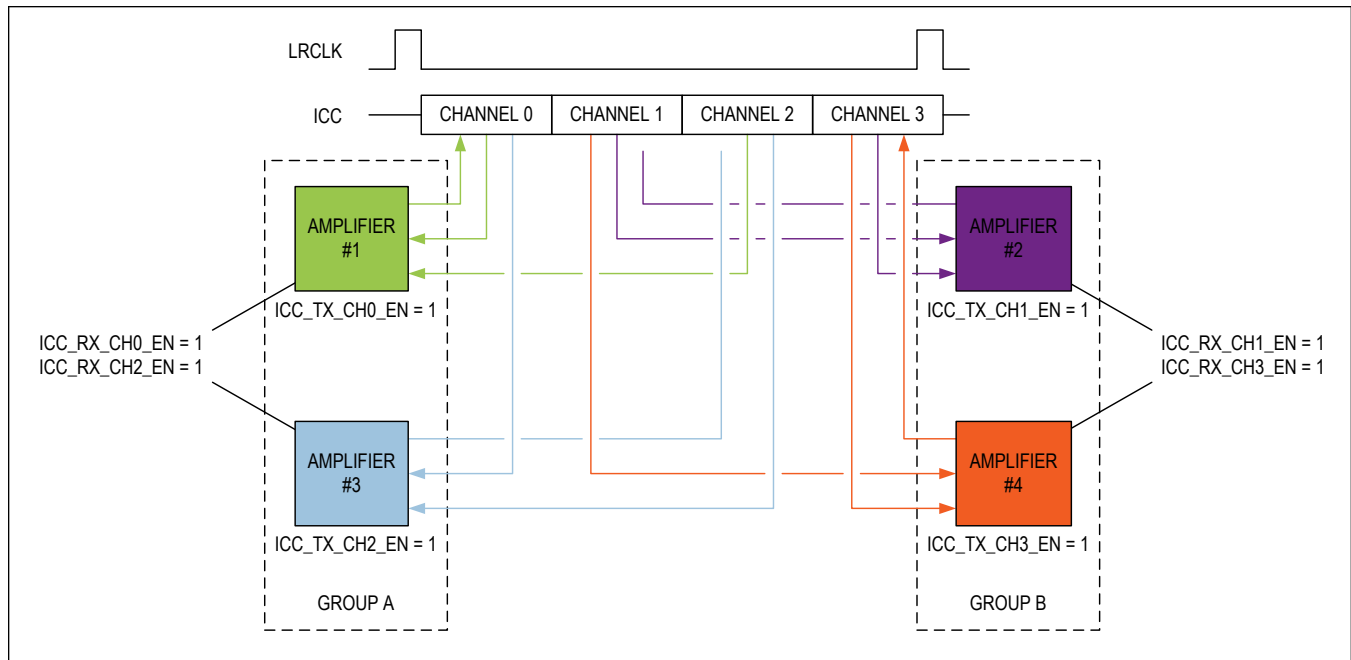 LRCLK
ICC
CHANNEL 0
CHANNEL 1
CHANNEL 2
CHANNEL 3
AMPLIFIER
#1
ICC_TX_CH0_EN = 1
AMPLIFIER
#2
ICC_TX_CH1_EN = 1
ICC_RX_CH0_EN = 1
ICC_RX_CH2_EN = 1
ICC_RX_CH1_EN = 1
ICC_RX_CH3_EN = 1
AMPLIFIER
#3
ICC_TX_CH2_EN = 1
AMPLIFIER
#4
ICC_TX_CH3_EN = 1
GROUP A
GROUP B